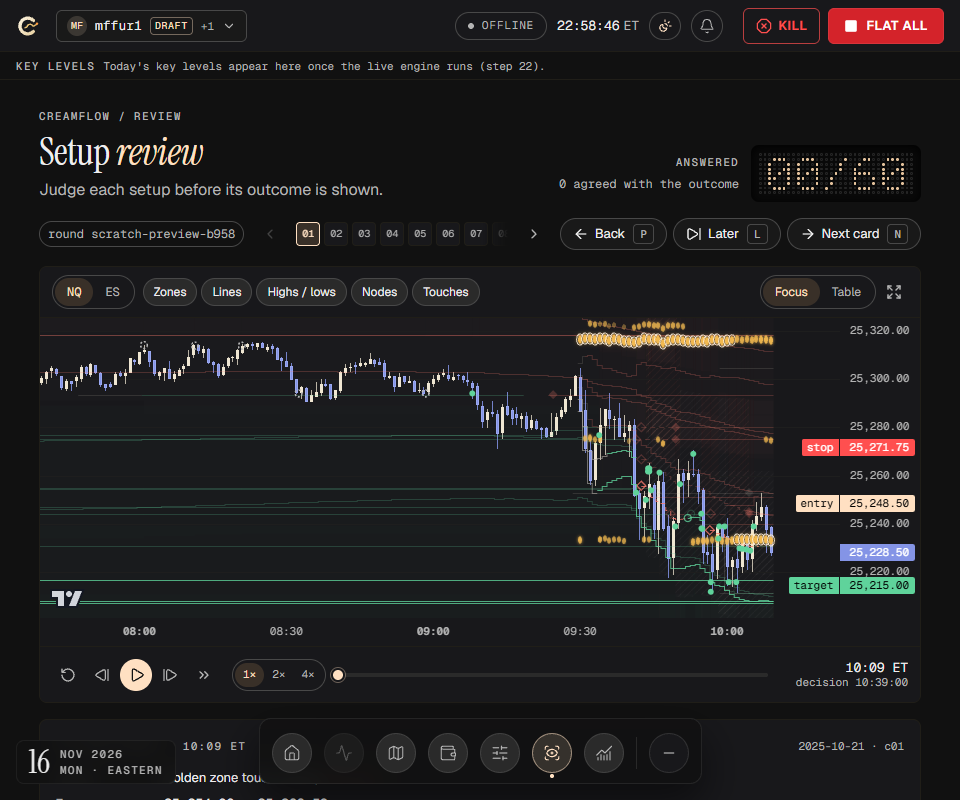 MF mffur1 DRAFT +1
OFFLINE
22:58:46 ET
KILL
FLAT ALL
KEY LEVELS Today's key levels appear here once the live engine runs (step 22).
CREAMFLOW / REVIEW
Setup review
Judge each setup before its outcome is shown.
ANSWERED
0 agreed with the outcome
00/60
round scratch-preview-b958
01 02 03 04 05 06 07
Back P
Later L
Next card N
NQ ES
Zones Lines Highs / lows Nodes Touches
Focus Table
25,320.00
25,300.00
25,280.00
stop 25,271.75
25,260.00
entry 25,248.50
25,240.00
25,228.50
25,220.00
target 25,215.00
08:00 08:30 09:00 09:30 10:00
1× 2× 4×
10:09 ET
decision 10:39:00
16 NOV 2026
MON · EASTERN
10:09 ET
2025-10-21 · c01